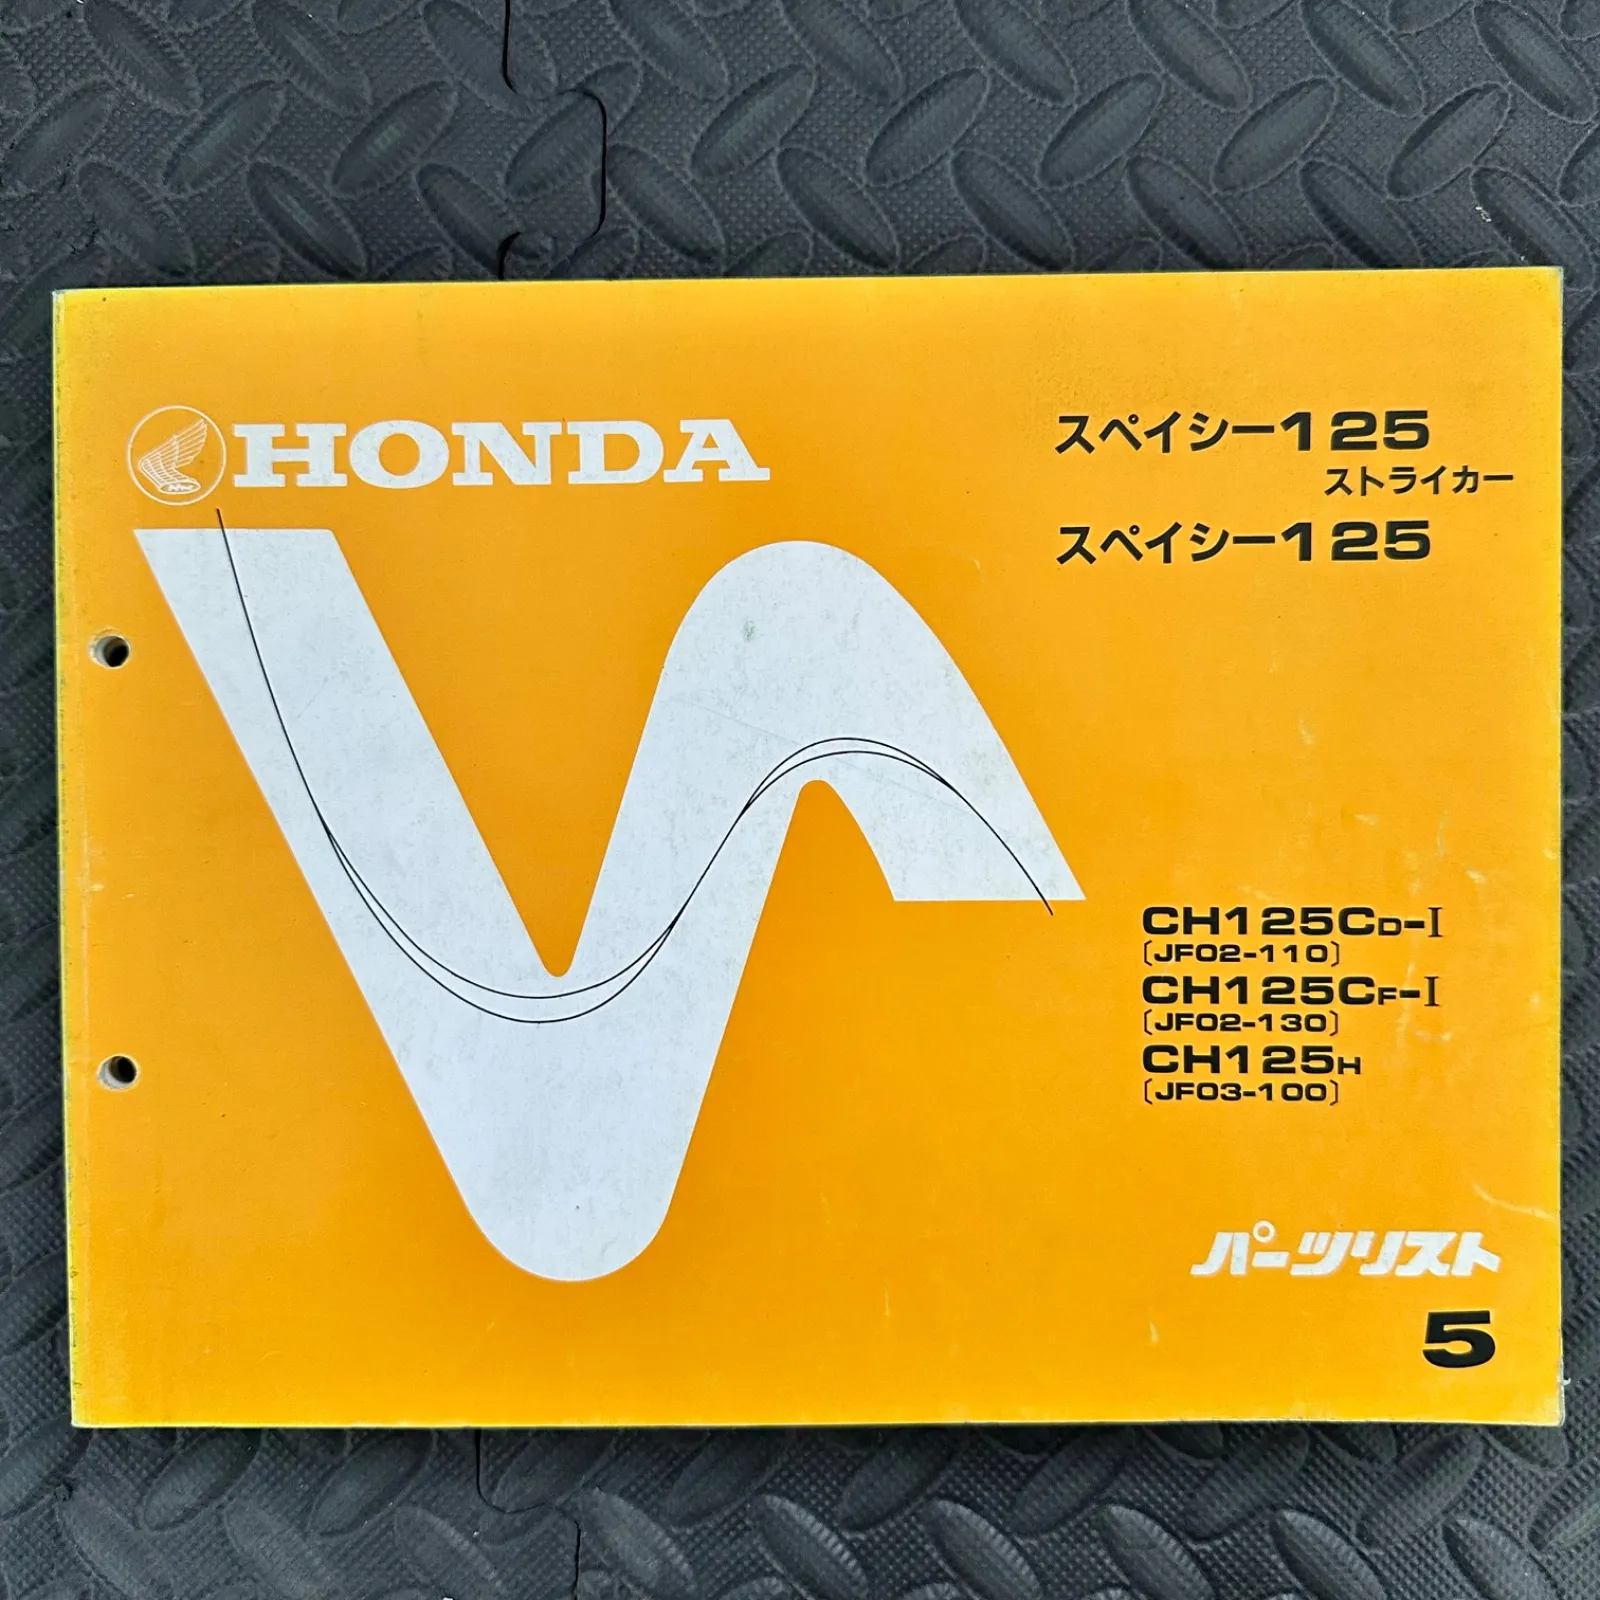 HONDA
スペイシー125
ストライカー
スペイシー125
CH125CD-I
〔JF02-110〕
CH125CF-I
〔JF02-130〕
CH125H
〔JF03-100〕
パーツリスト
5